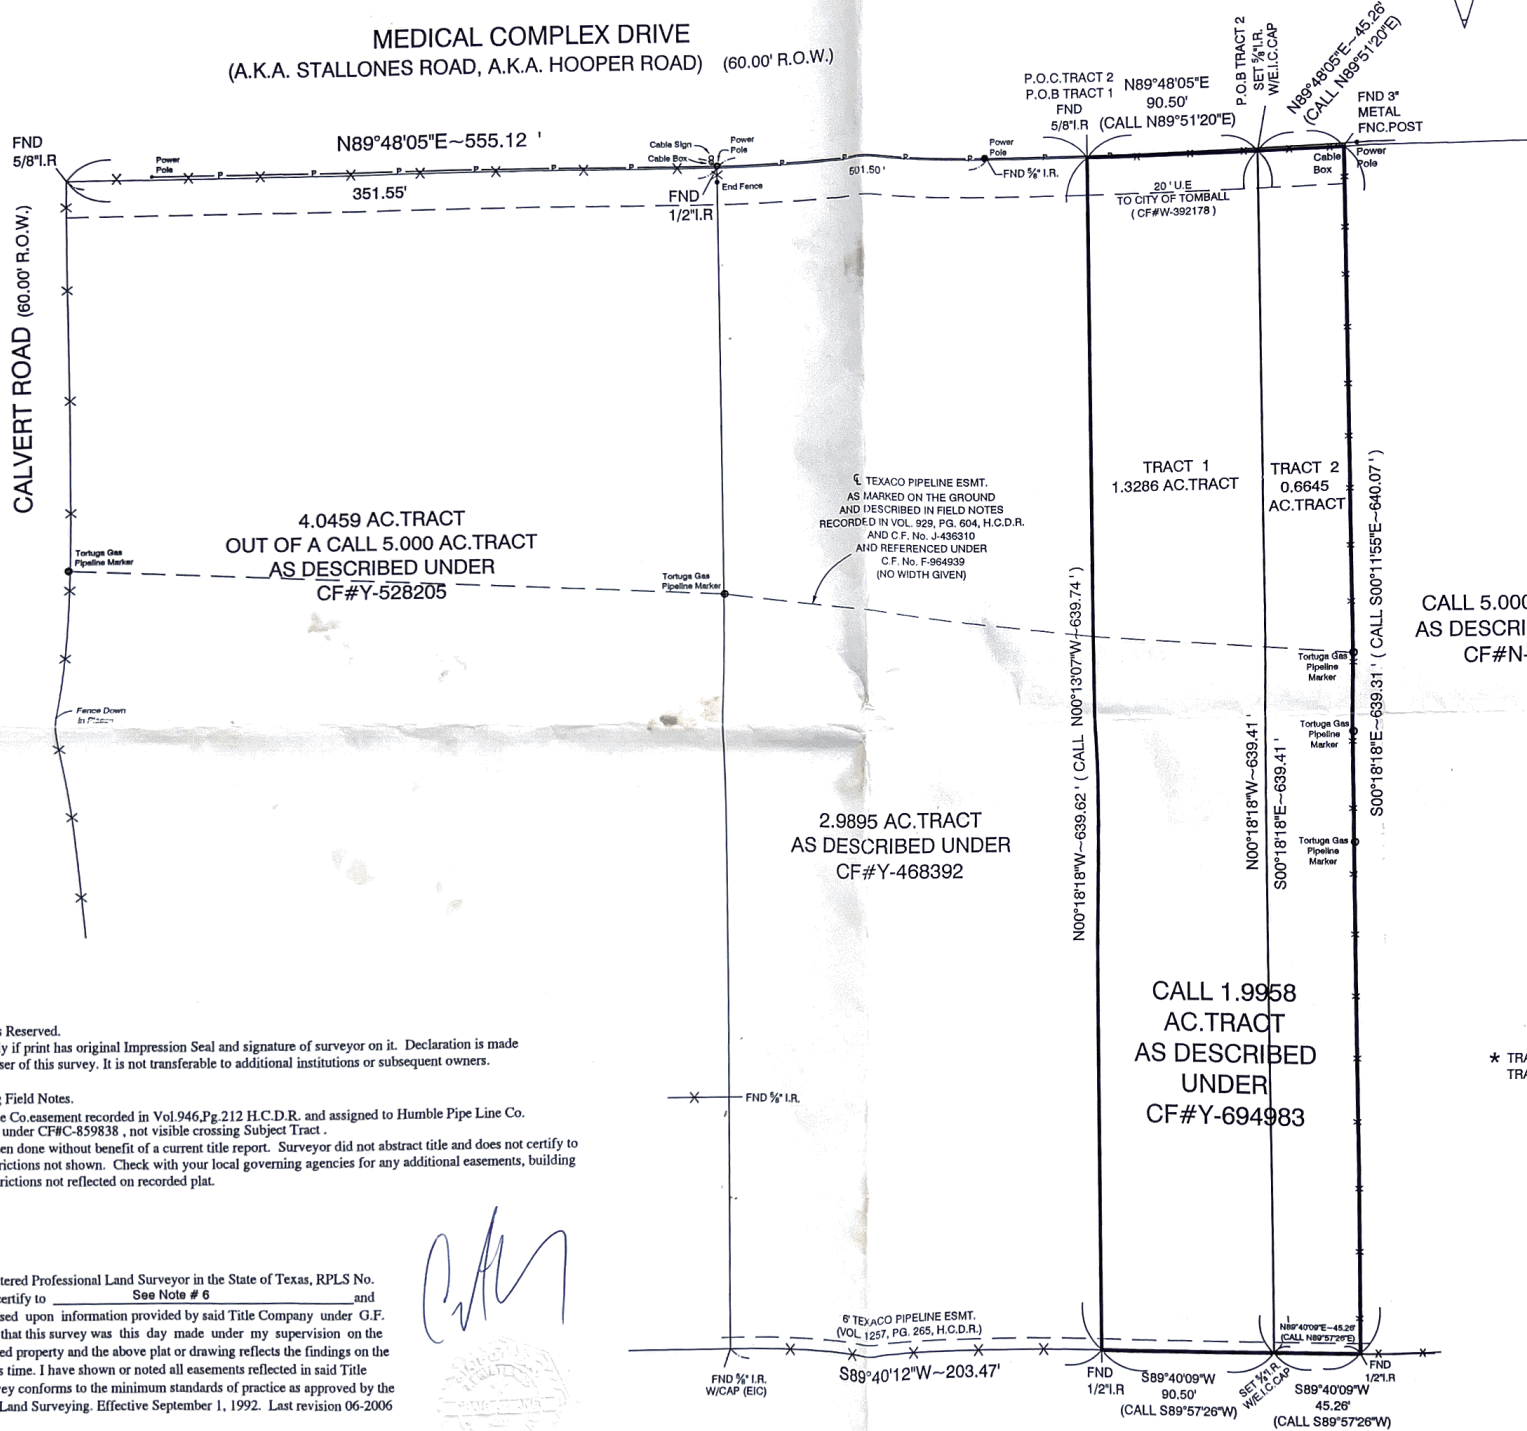 MEDICAL COMPLEX DRIVE
(A.K.A. STALLONES ROAD, A.K.A. HOOPER ROAD) (60.00' R.O.W.)
FND
5/8"I.R
N89°48'05"E~555.12 '
Power
Pole
351.55'
Cable Sign
Cable Box
Power
Pole
End Fence
FND
1/2"I.R
501.50'
Power
Pole
FND ⅝" I.R.
P.O.C.TRACT 2
P.O.B TRACT 1
FND
5/8"I.R
N89°48'05"E
90.50'
(CALL N89°51'20"E)
P.O.B TRACT 2
SET ⅝"I.R.
W/E.I.C.CAP
N89°48'05"E~45.26'
(CALL N89°51'20"E)
FND 3"
METAL
FNC.POST
Cable
Box
Power
Pole
20 ' U.E
TO CITY OF TOMBALL
( CF#W-392178 )
CALVERT ROAD (60.00' R.O.W.)
4.0459 AC.TRACT
OUT OF A CALL 5.000 AC.TRACT
AS DESCRIBED UNDER
CF#Y-528205
Tortuga Gas
Pipeline Marker
Tortuga Gas
Pipeline Marker
℄ TEXACO PIPELINE ESMT.
AS MARKED ON THE GROUND
AND DESCRIBED IN FIELD NOTES
RECORDED IN VOL. 929, PG. 604, H.C.D.R.
AND C.F. No. J-436310
AND REFERENCED UNDER
C.F. No. F-964939
(NO WIDTH GIVEN)
TRACT 1
1.3286 AC.TRACT
TRACT 2
0.6645
AC.TRACT
N00°18'18"W~639.62 ' ( CALL N00°13'07"W~639.74 ')
N00°18'18"W~639.41 '
S00°18'18"E~639.41 '
S00°18'18"E~639.31 ' ( CALL S00°11'55"E~640.07 ')
CALL 5.000
AS DESCRI
CF#N-
Tortuga Gas
Pipeline
Marker
Tortuga Gas
Pipeline
Marker
Tortuga Gas
Pipeline
Marker
Fence Down
In
2.9895 AC.TRACT
AS DESCRIBED UNDER
CF#Y-468392
CALL 1.9958
AC.TRACT
AS DESCRIBED
UNDER
CF#Y-694983
* TRA
TRA
s Reserved.
y if print has original Impression Seal and signature of surveyor on it. Declaration is made
ser of this survey. It is not transferable to additional institutions or subsequent owners.
; Field Notes.
e Co.easement recorded in Vol.946,Pg.212 H.C.D.R. and assigned to Humble Pipe Line Co.
under CF#C-859838 , not visible crossing Subject Tract .
en done without benefit of a current title report. Surveyor did not abstract title and does not certify to
rictions not shown. Check with your local governing agencies for any additional easements, building
rictions not reflected on recorded plat.
FND ⅝" I.R.
tered Professional Land Surveyor in the State of Texas, RPLS No.
ertify to See Note # 6 and
sed upon information provided by said Title Company under G.F.
that this survey was this day made under my supervision on the
ed property and the above plat or drawing reflects the findings on the
s time. I have shown or noted all easements reflected in said Title
ey conforms to the minimum standards of practice as approved by the
Land Surveying. Effective September 1, 1992. Last revision 06-2006
6' TEXACO PIPELINE ESMT.
(VOL 1257, PG. 265, H.C.D.R.)
FND ⅝" I.R.
W/CAP (EIC)
S89°40'12"W~203.47'
FND
1/2"I.R
S89°40'09"W
90.50'
(CALL S89°57'26"W)
SET ⅝"I.R.
W/E.I.C.CAP
N89°40'09"E~45.26'
(CALL N89°57'26"E)
S89°40'09"W
45.26'
(CALL S89°57'26"W)
FND
1/2"I.R